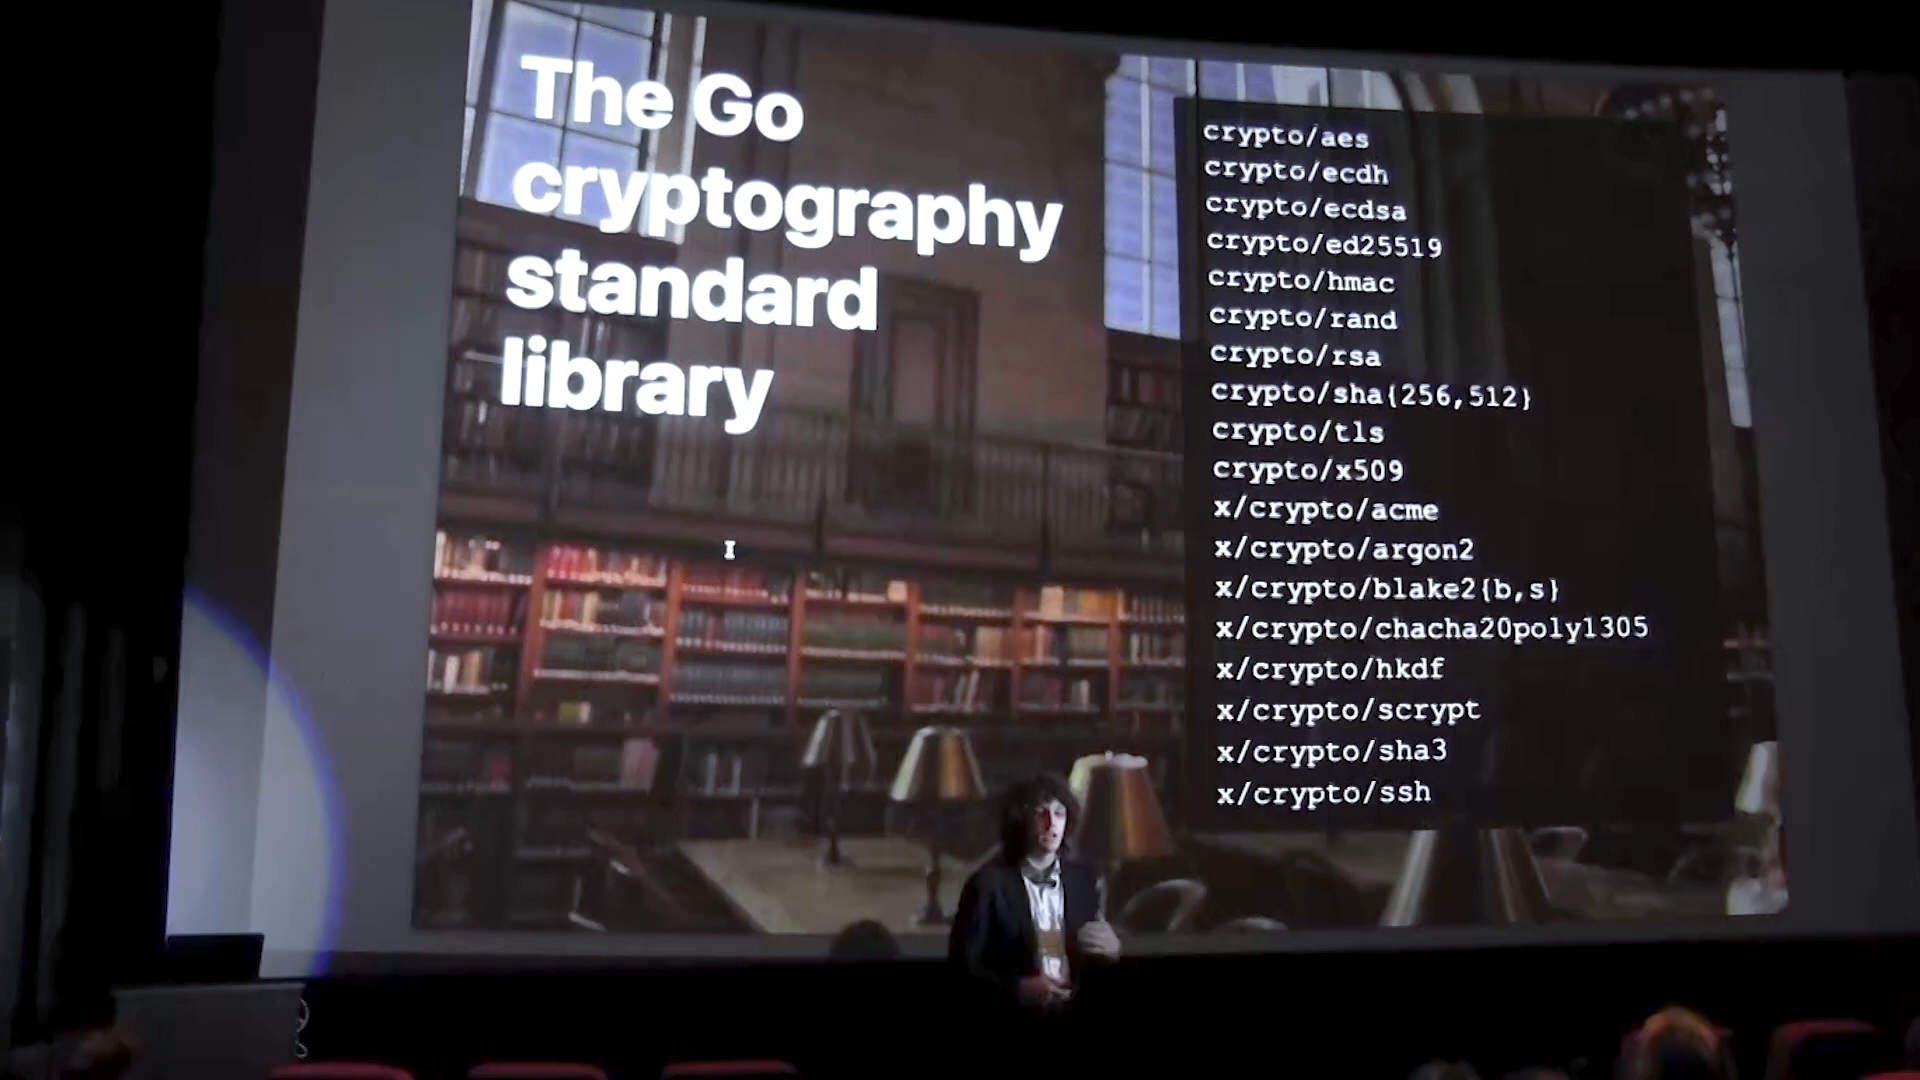 The Go
cryptography
standard
library
crypto/aes
crypto/ecdh
crypto/ecdsa
crypto/ed25519
crypto/hmac
crypto/rand
crypto/rsa
crypto/sha{256,512}
crypto/tls
crypto/x509
x/crypto/acme
x/crypto/argon2
x/crypto/blake2{b,s}
x/crypto/chacha20poly1305
x/crypto/hkdf
x/crypto/scrypt
x/crypto/sha3
x/crypto/ssh